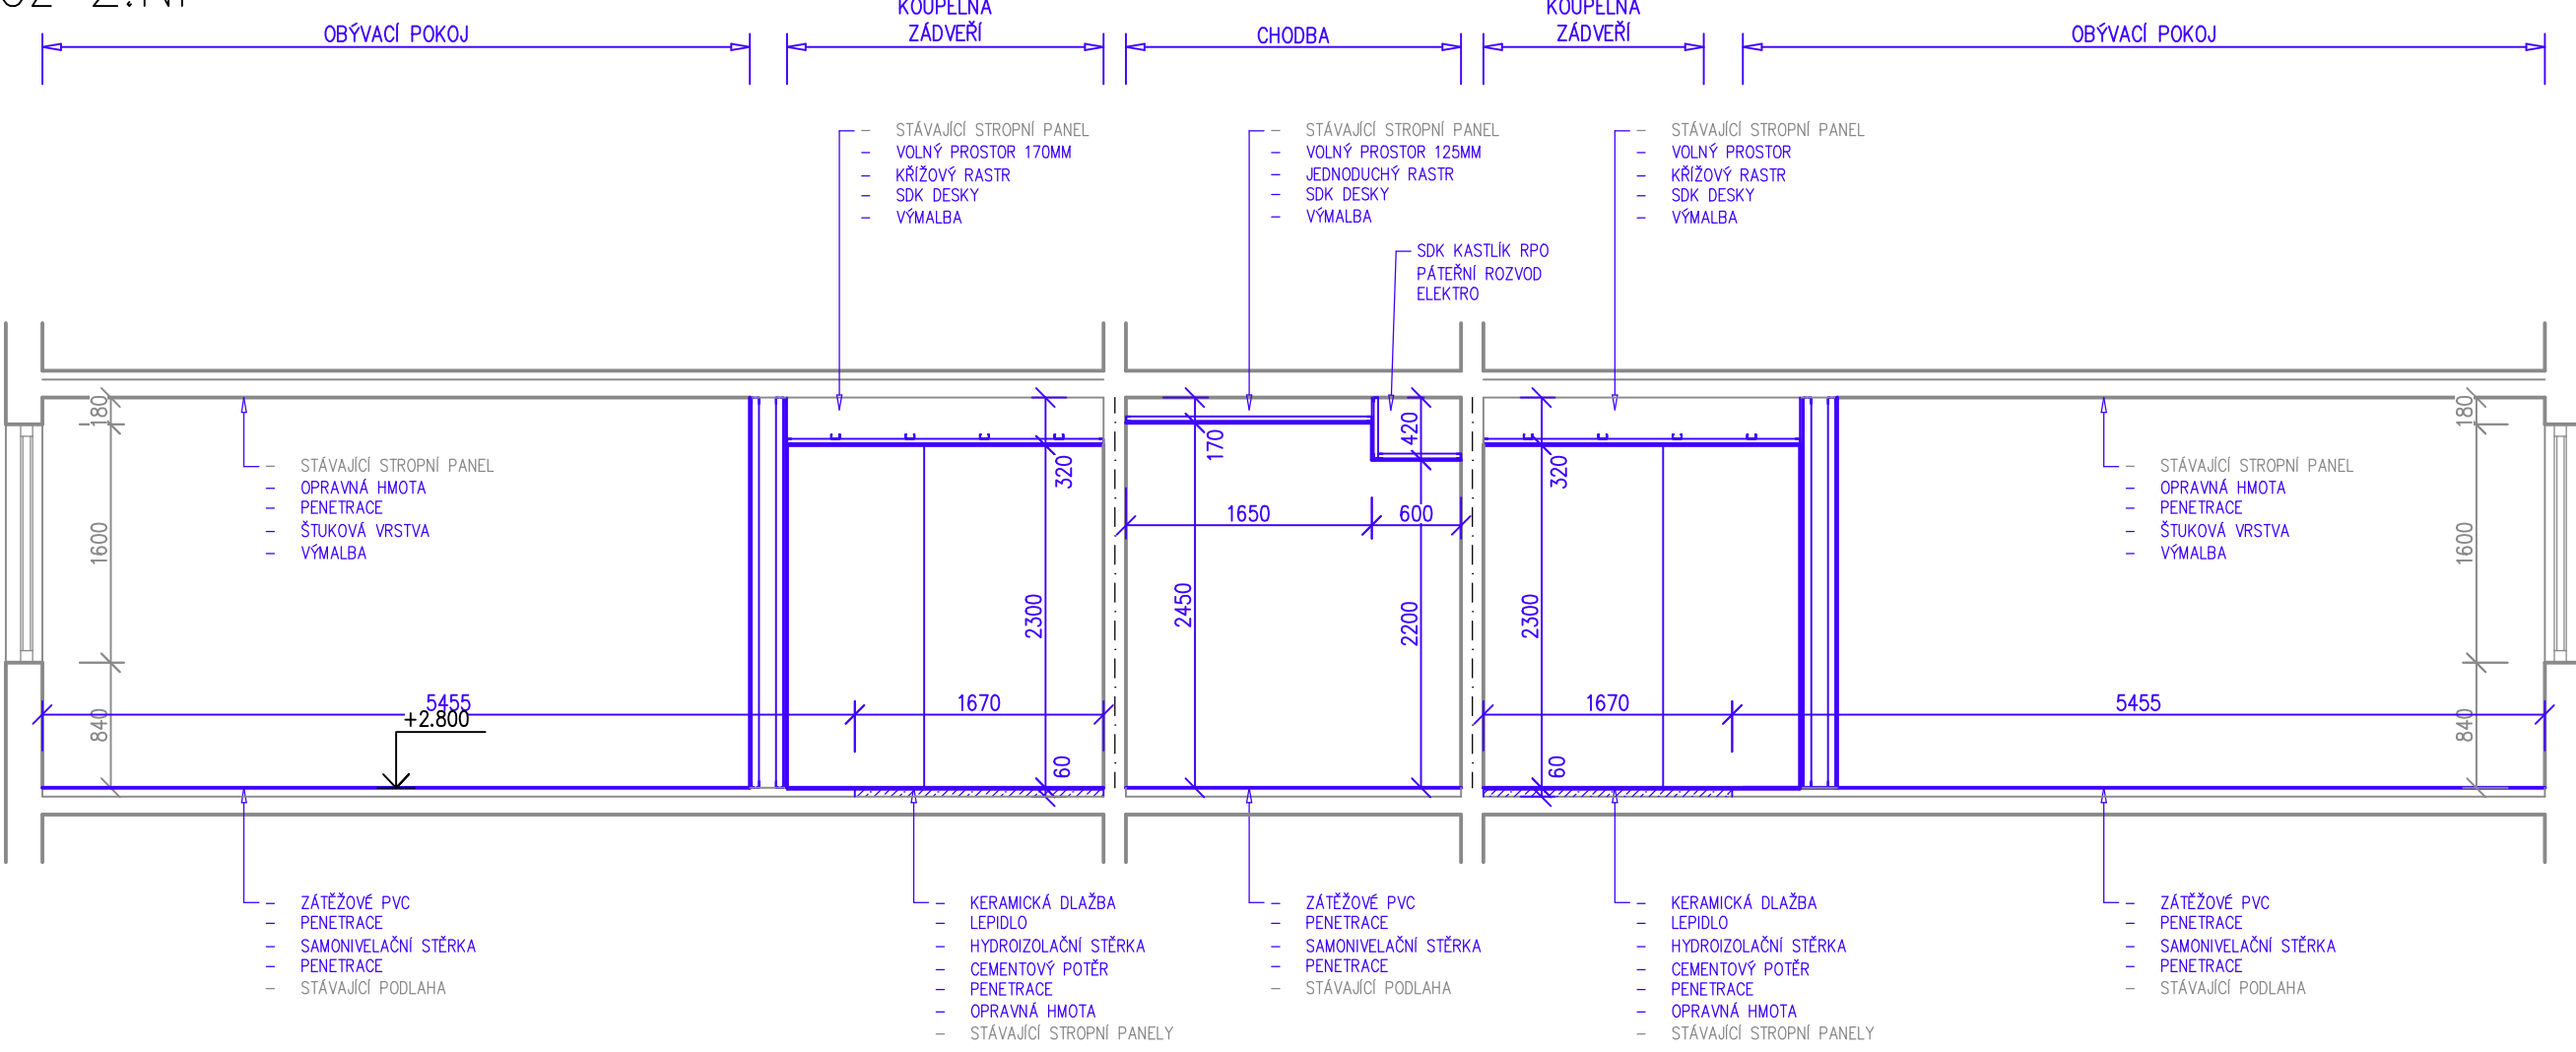 OBÝVACÍ POKOJ
KOUPELNA
ZÁDVEŘÍ
CHODBA
KOUPELNA
ZÁDVEŘÍ
OBÝVACÍ POKOJ
- STÁVAJÍCÍ STROPNÍ PANEL
- VOLNÝ PROSTOR 170MM
- KŘÍŽOVÝ RASTR
- SDK DESKY
- VÝMALBA
- STÁVAJÍCÍ STROPNÍ PANEL
- VOLNÝ PROSTOR 125MM
- JEDNODUCHÝ RASTR
- SDK DESKY
- VÝMALBA
- STÁVAJÍCÍ STROPNÍ PANEL
- VOLNÝ PROSTOR
- KŘÍŽOVÝ RASTR
- SDK DESKY
- VÝMALBA
SDK KASTLÍK RPO
PÁTEŘNÍ ROZVOD
ELEKTRO
180
1600
840
- STÁVAJÍCÍ STROPNÍ PANEL
- OPRAVNÁ HMOTA
- PENETRACE
- ŠTUKOVÁ VRSTVA
- VÝMALBA
5455
+2.800
1670
320
2300
60
170
2450
1650
600
420
2200
320
2300
60
1670
5455
- STÁVAJÍCÍ STROPNÍ PANEL
- OPRAVNÁ HMOTA
- PENETRACE
- ŠTUKOVÁ VRSTVA
- VÝMALBA
180
1600
840
- ZÁTĚŽOVÉ PVC
- PENETRACE
- SAMONIVELAČNÍ STĚRKA
- PENETRACE
- STÁVAJÍCÍ PODLAHA
- KERAMICKÁ DLAŽBA
- LEPIDLO
- HYDROIZOLAČNÍ STĚRKA
- CEMENTOVÝ POTĚR
- PENETRACE
- OPRAVNÁ HMOTA
- STÁVAJÍCÍ STROPNÍ PANELY
- ZÁTĚŽOVÉ PVC
- PENETRACE
- SAMONIVELAČNÍ STĚRKA
- PENETRACE
- STÁVAJÍCÍ PODLAHA
- KERAMICKÁ DLAŽBA
- LEPIDLO
- HYDROIZOLAČNÍ STĚRKA
- CEMENTOVÝ POTĚR
- PENETRACE
- OPRAVNÁ HMOTA
- STÁVAJÍCÍ STROPNÍ PANELY
- ZÁTĚŽOVÉ PVC
- PENETRACE
- SAMONIVELAČNÍ STĚRKA
- PENETRACE
- STÁVAJÍCÍ PODLAHA